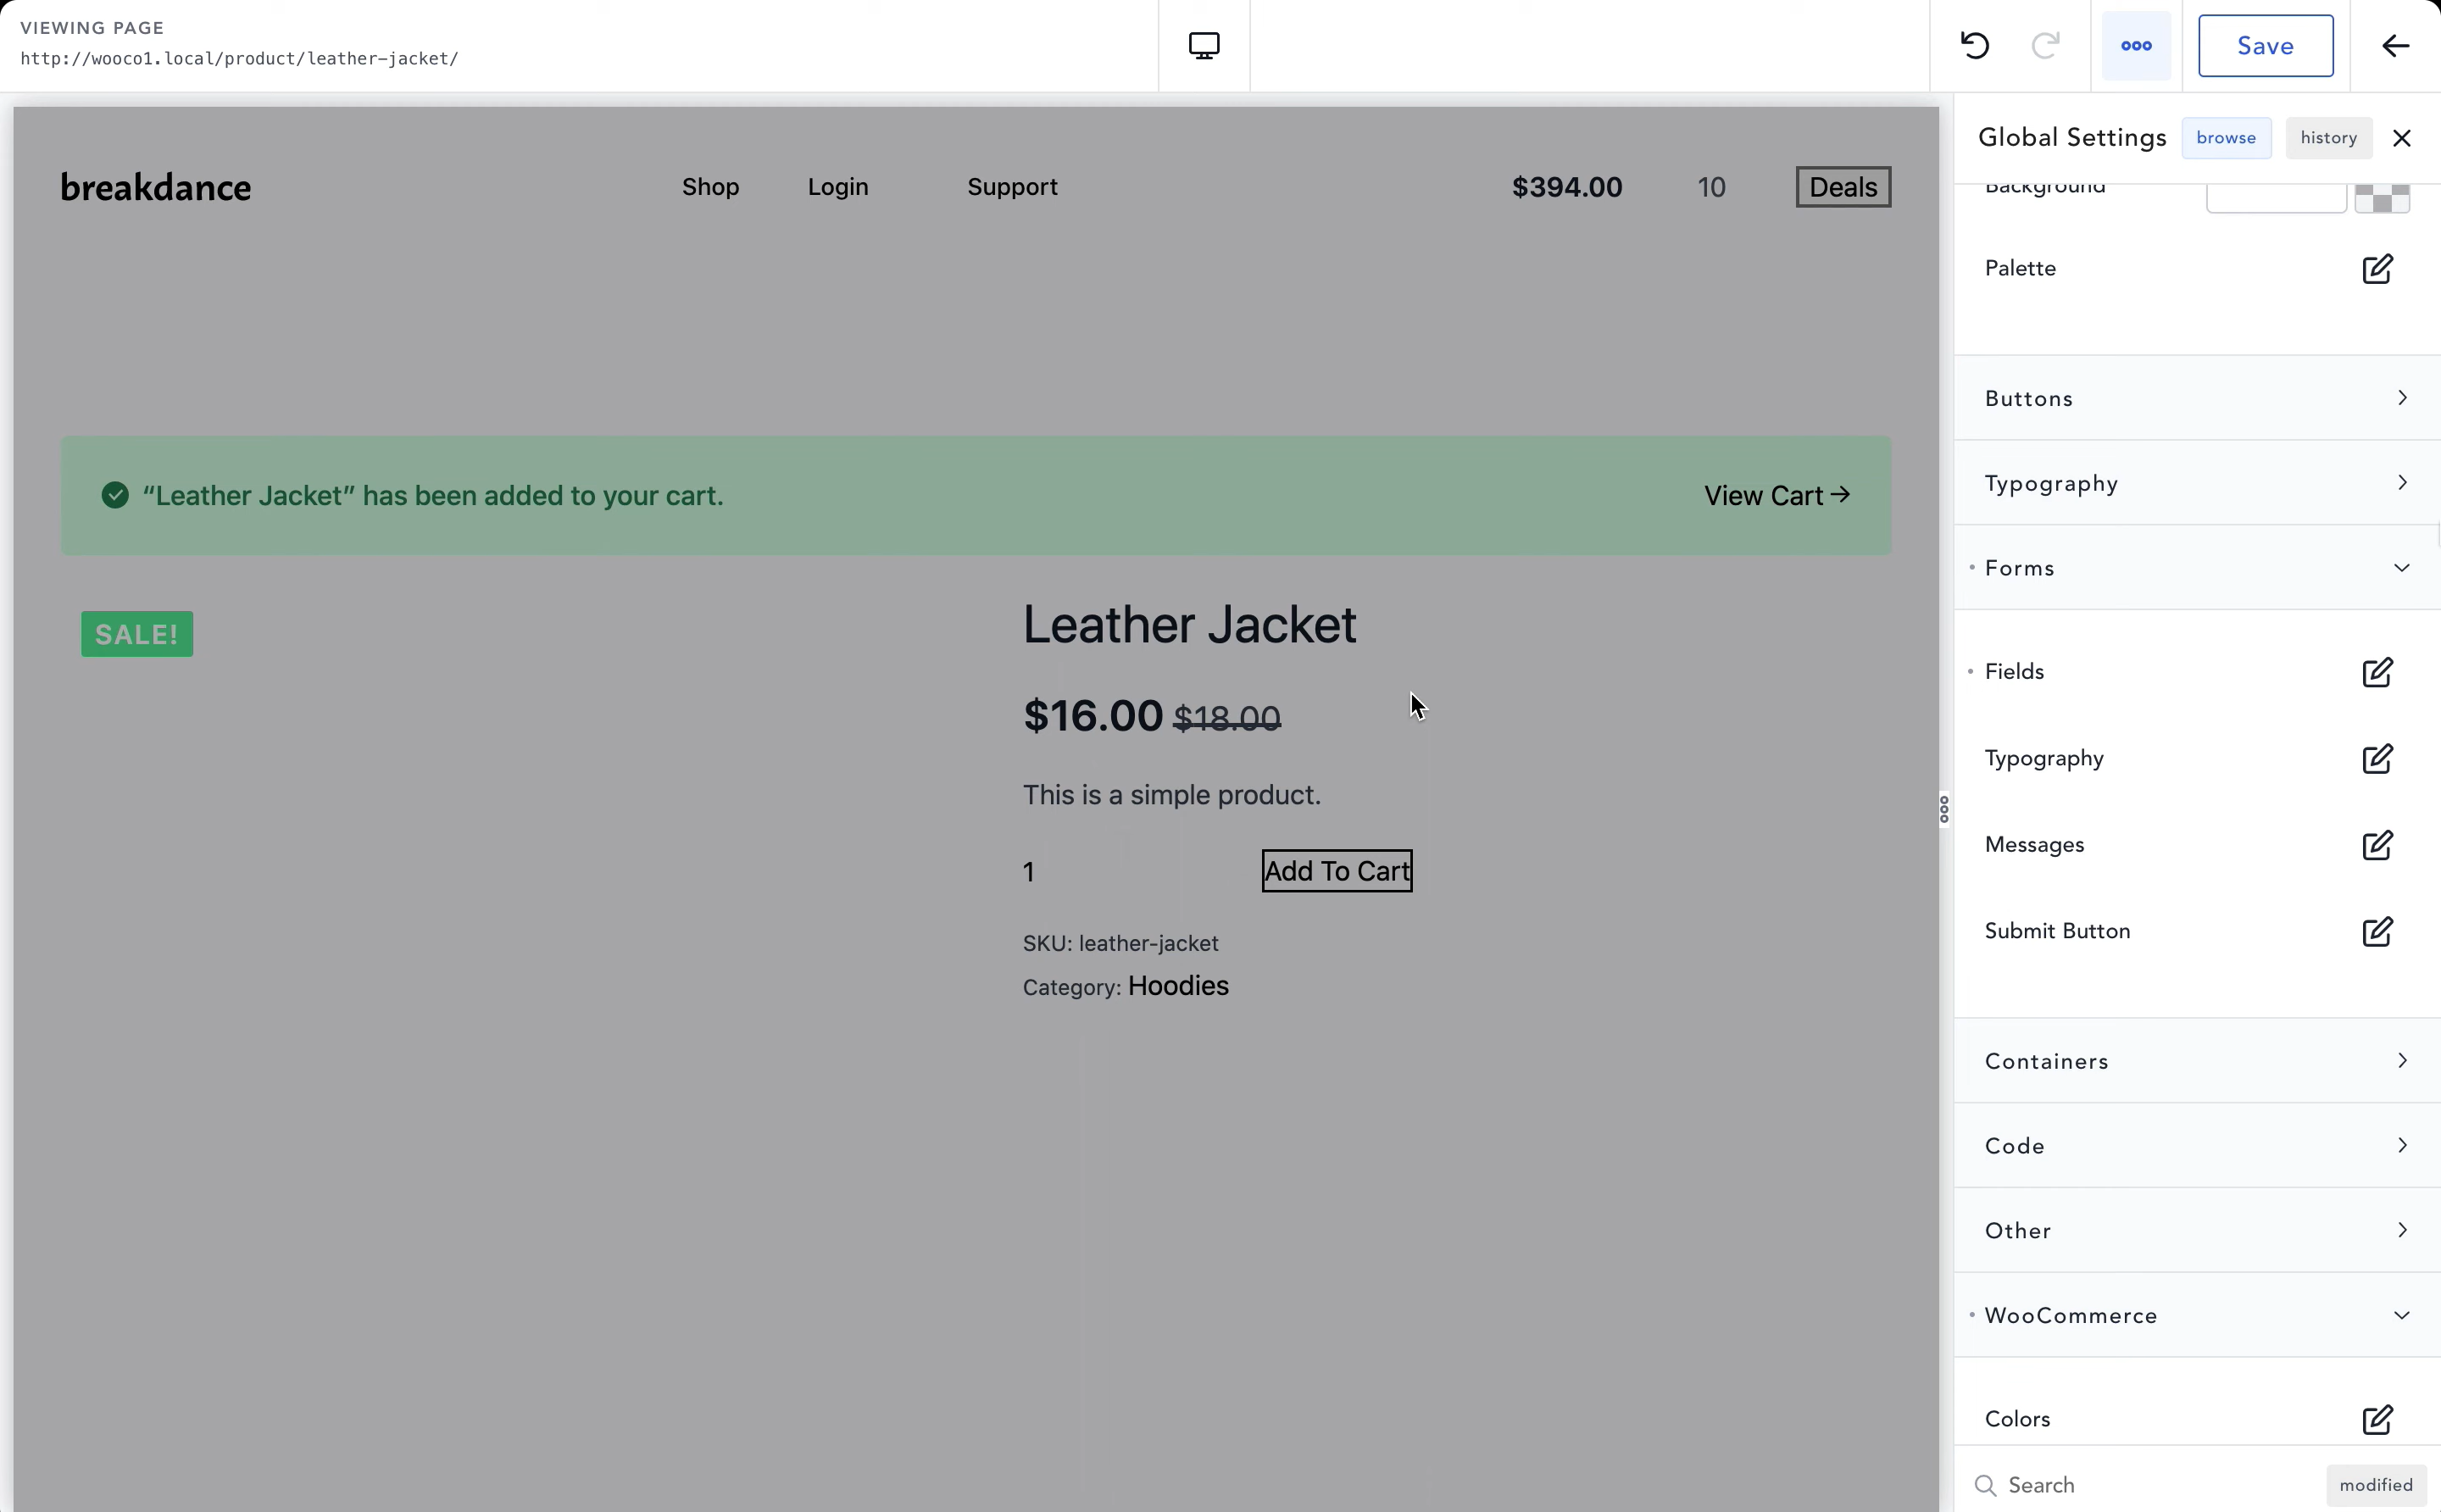 VIEWING PAGE
http://wooco1.local/product/leather-jacket/
Save
Global Settings
browse
history
Background
Palette
Buttons
Typography
Forms
Fields
Typography
Messages
Submit Button
Containers
Code
Other
WooCommerce
Colors
Search
modified
breakdance
Shop
Login
Support
$394.00
10
Deals
“Leather Jacket” has been added to your cart.
View Cart →
SALE!
Leather Jacket
$16.00 $18.00
This is a simple product.
1
Add To Cart
SKU: leather-jacket
Category: Hoodies